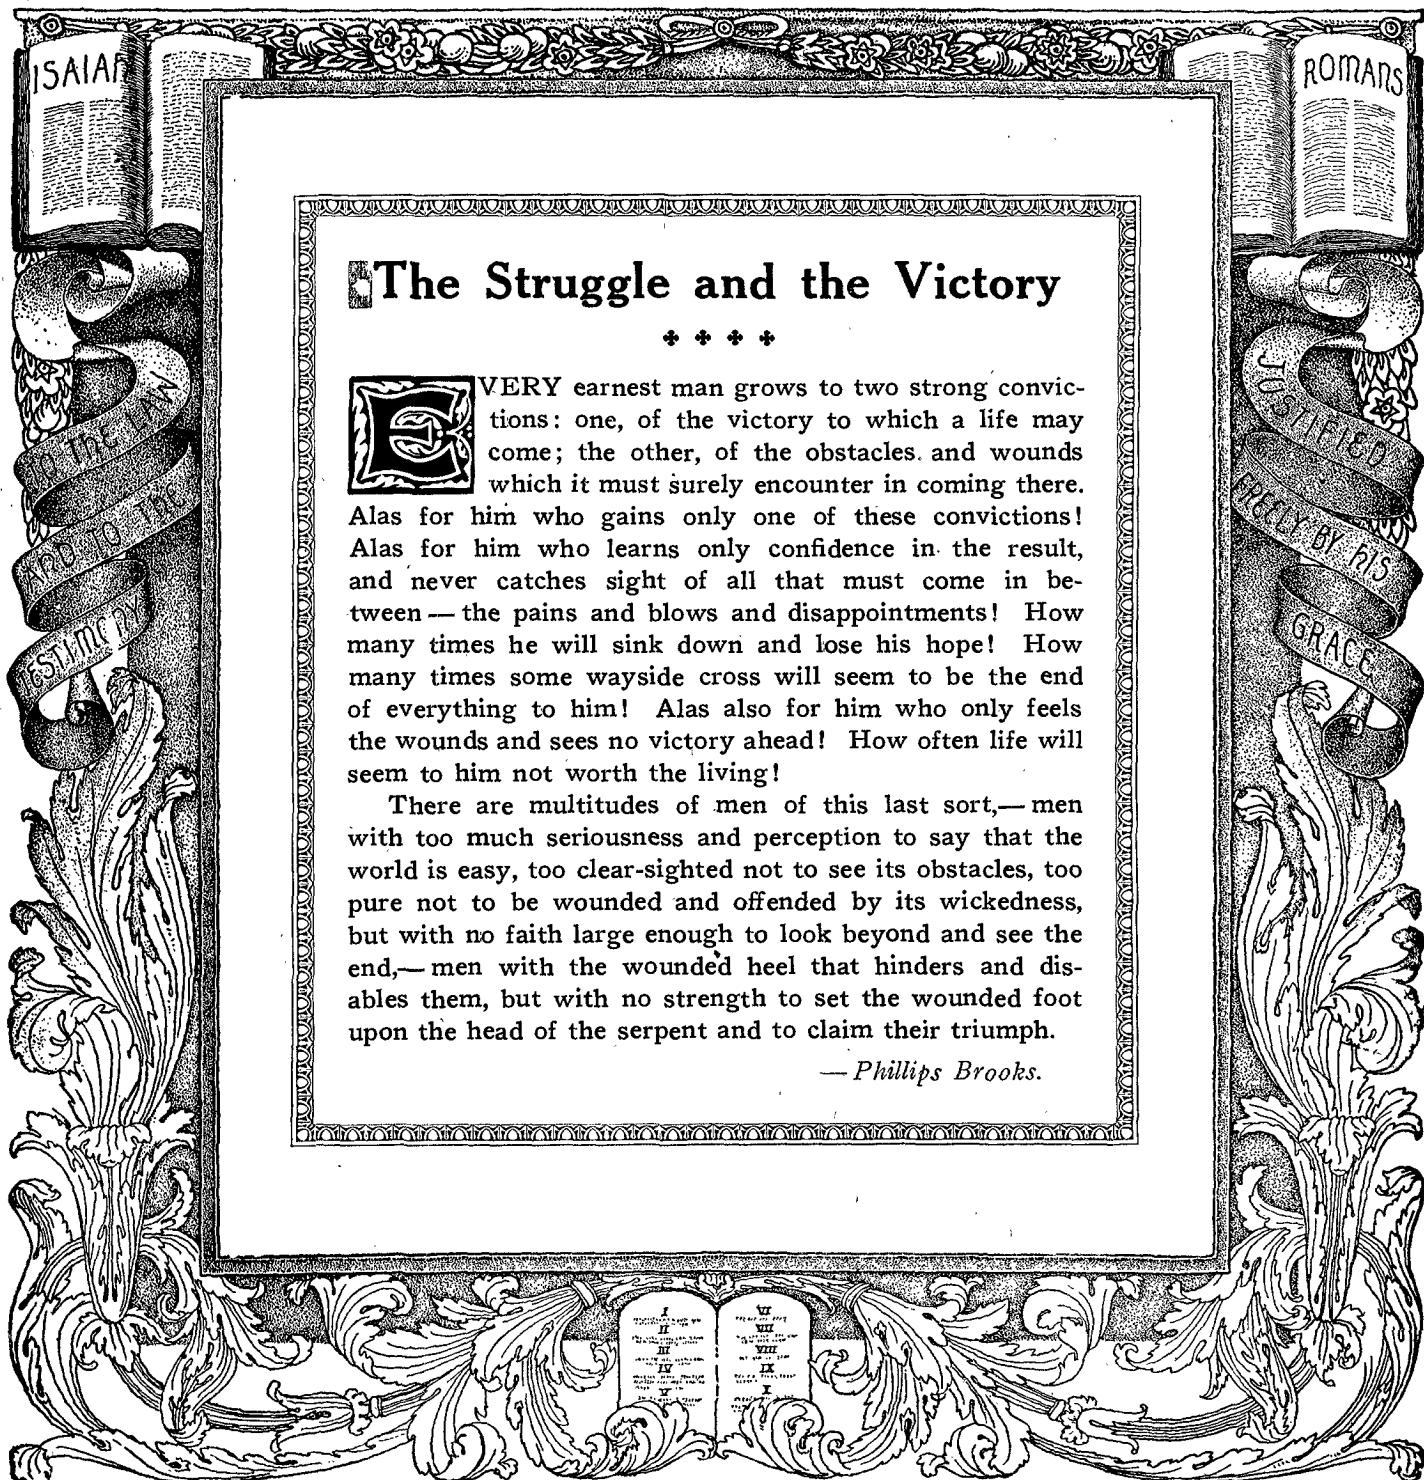 ISAIAH
ROMANS
TO THE LAW
AND TO THE
TESTIMONY
JUSTIFIED
FREELY BY HIS
GRACE
The Struggle and the Victory
EVERY earnest man grows to two strong convic-
tions: one, of the victory to which a life may
come; the other, of the obstacles and wounds
which it must surely encounter in coming there.
Alas for him who gains only one of these convictions!
Alas for him who learns only confidence in the result,
and never catches sight of all that must come in be-
tween — the pains and blows and disappointments! How
many times he will sink down and lose his hope! How
many times some wayside cross will seem to be the end
of everything to him! Alas also for him who only feels
the wounds and sees no victory ahead! How often life will
seem to him not worth the living!
There are multitudes of men of this last sort,— men
with too much seriousness and perception to say that the
world is easy, too clear-sighted not to see its obstacles, too
pure not to be wounded and offended by its wickedness,
but with no faith large enough to look beyond and see the
end,— men with the wounded heel that hinders and dis-
ables them, but with no strength to set the wounded foot
upon the head of the serpent and to claim their triumph.
— Phillips Brooks.
I
II
III
IV
V
VI
VII
VIII
IX
X